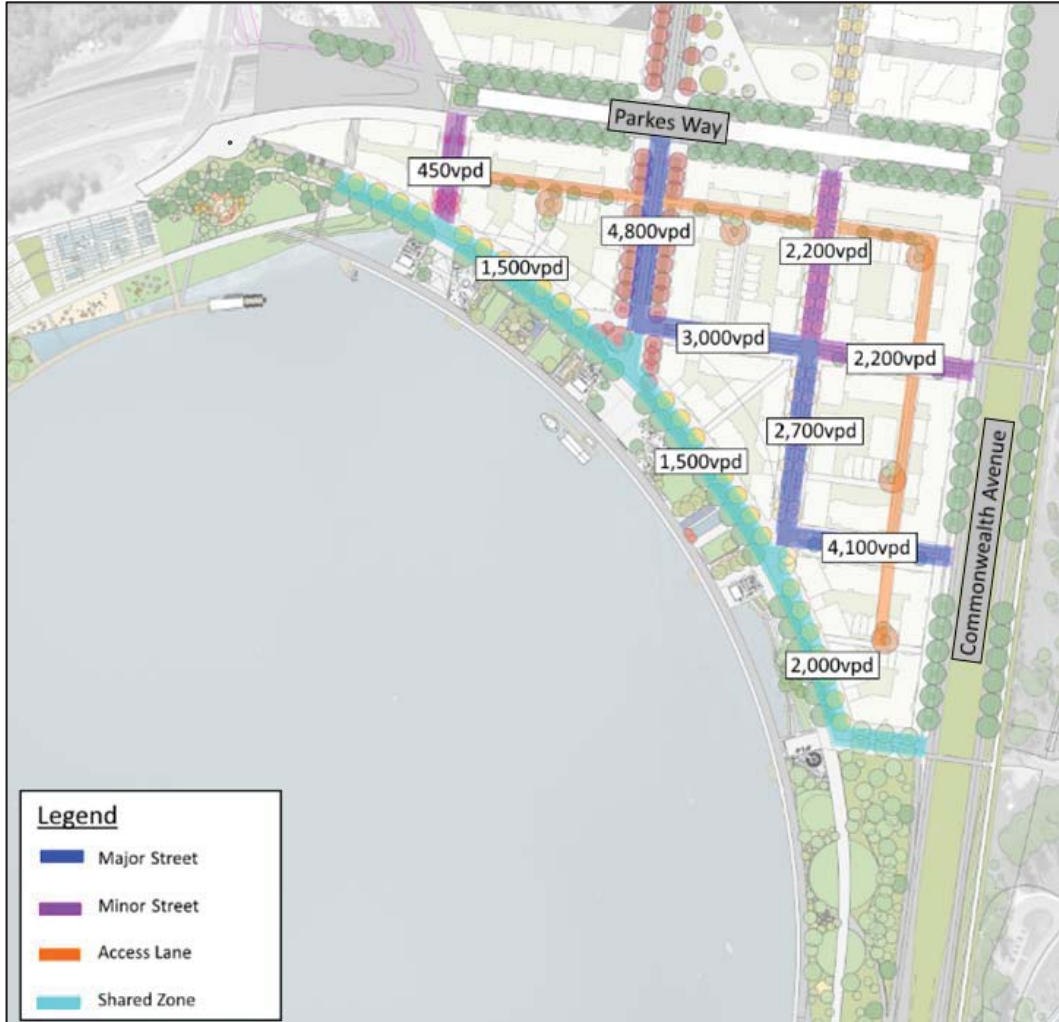 Parkes Way
450vpd
4,800vpd
2,200vpd
1,500vpd
3,000vpd
2,200vpd
2,700vpd
1,500vpd
4,100vpd
Commonwealth Avenue
2,000vpd
Legend
Major Street
Minor Street
Access Lane
Shared Zone